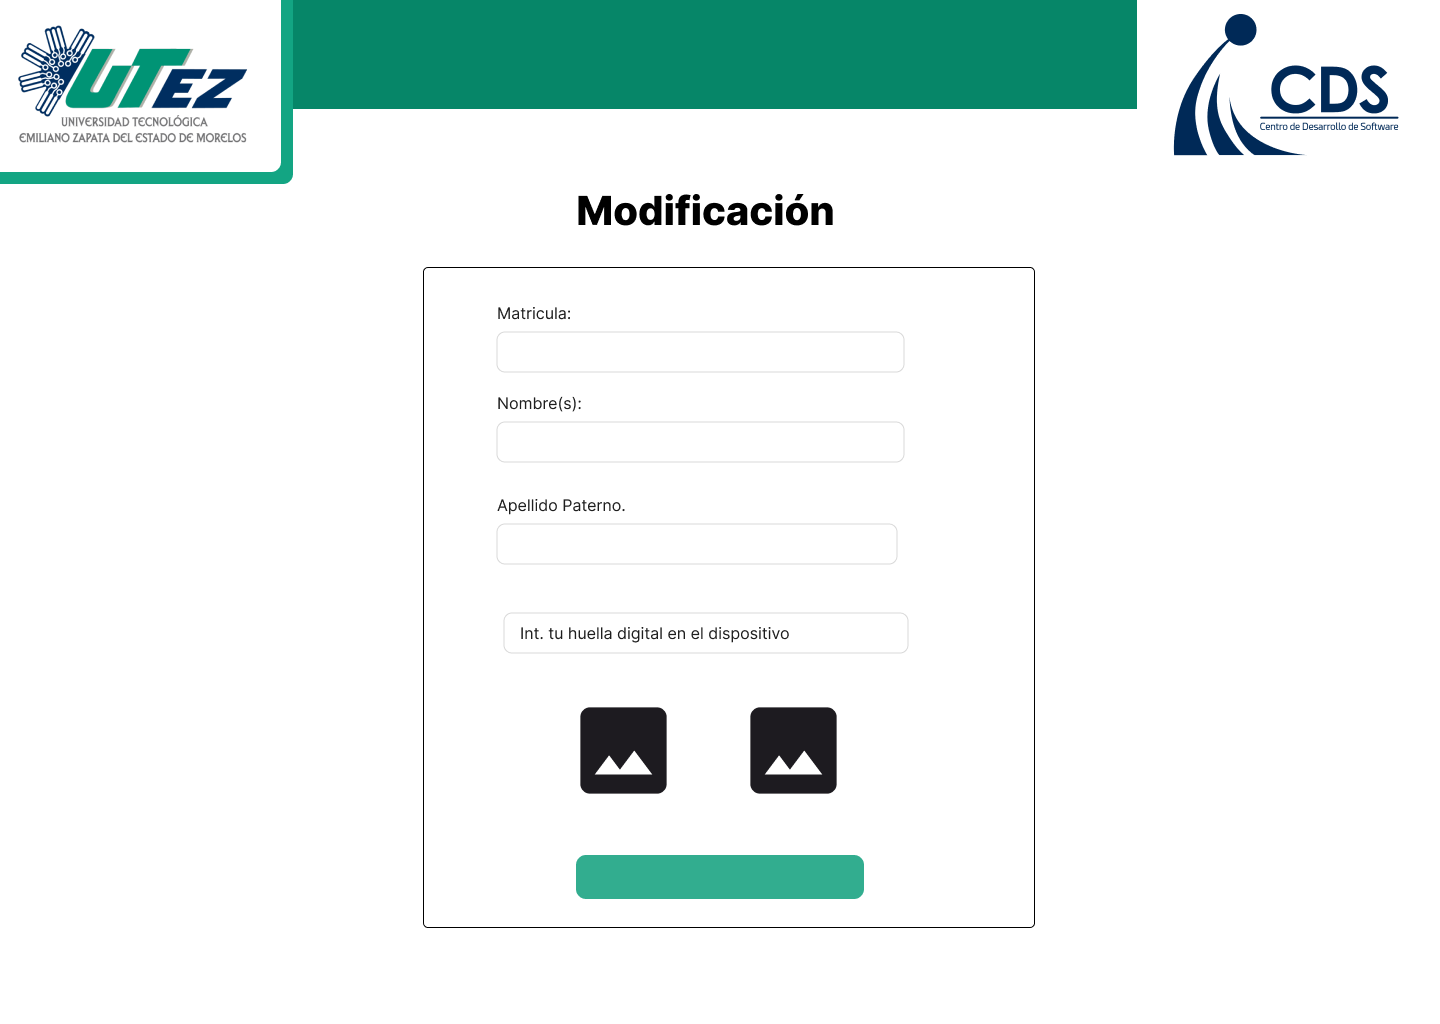 UTEZ
UNIVERSIDAD TECNOLÓGICA
EMILIANO ZAPATA DEL ESTADO DE MORELOS
CDS
Centro de Desarrollo de Software
Modificación
Matricula:
Nombre(s):
Apellido Paterno.
Int. tu huella digital en el dispositivo